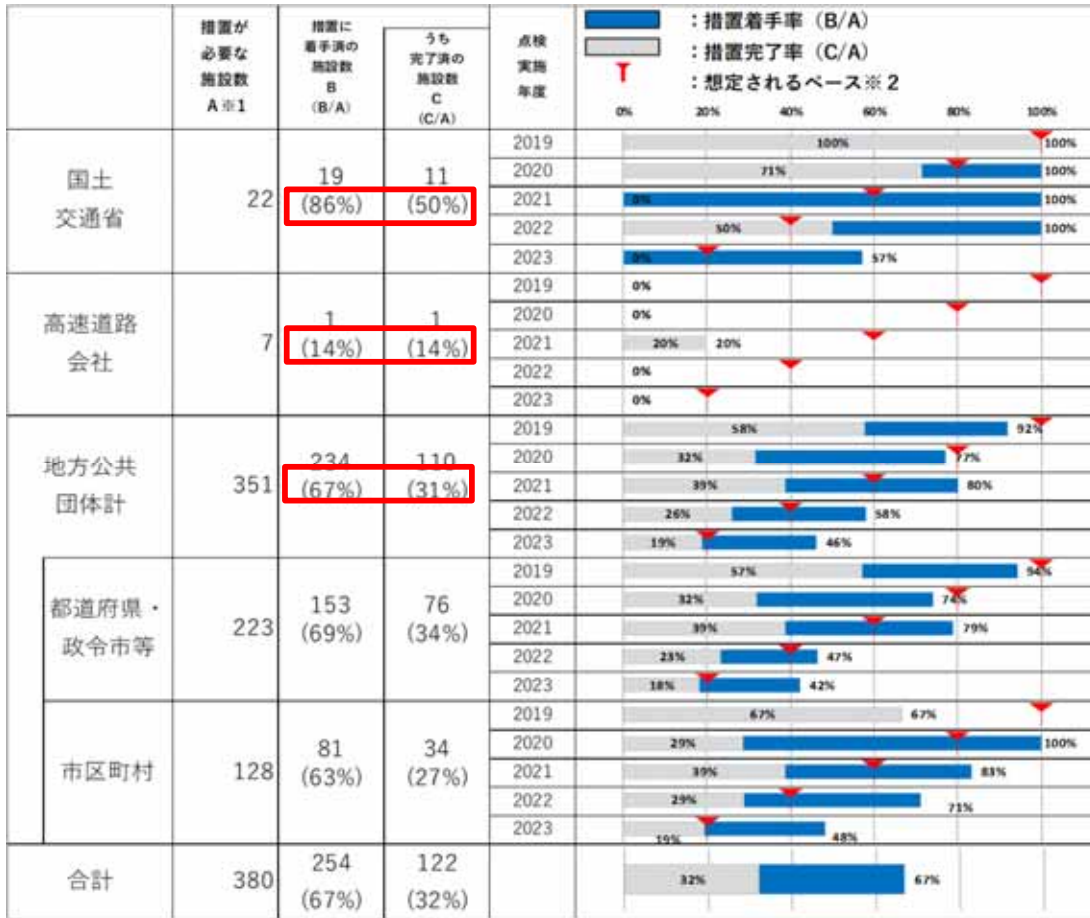 措置が
必要な
施設数
A※1
措置に
着手済の
施設数
B
(B/A)
うち
完了済の
施設数
C
(C/A)
点検
実施
年度
：措置着手率（B/A）
：措置完了率（C/A）
：想定されるペース※2
0% 20% 40% 60% 80% 100%
国土
交通省
22
19
(86%)
11
(50%)
2019 100% 100%
2020 71% 100%
2021 0% 100%
2022 50% 100%
2023 0% 57%
高速道路
会社
7
1
(14%)
1
(14%)
2019 0%
2020 0%
2021 20% 20%
2022 0%
2023 0%
地方公共
団体計
351
234
(67%)
110
(31%)
2019 58% 92%
2020 32% 77%
2021 39% 80%
2022 26% 58%
2023 19% 46%
都道府県・
政令市等
223
153
(69%)
76
(34%)
2019 57% 94%
2020 32% 74%
2021 39% 79%
2022 23% 47%
2023 18% 42%
市区町村
128
81
(63%)
34
(27%)
2019 67% 67%
2020 29% 100%
2021 39% 83%
2022 29% 71%
2023 19% 48%
合計
380
254
(67%)
122
(32%)
32% 67%